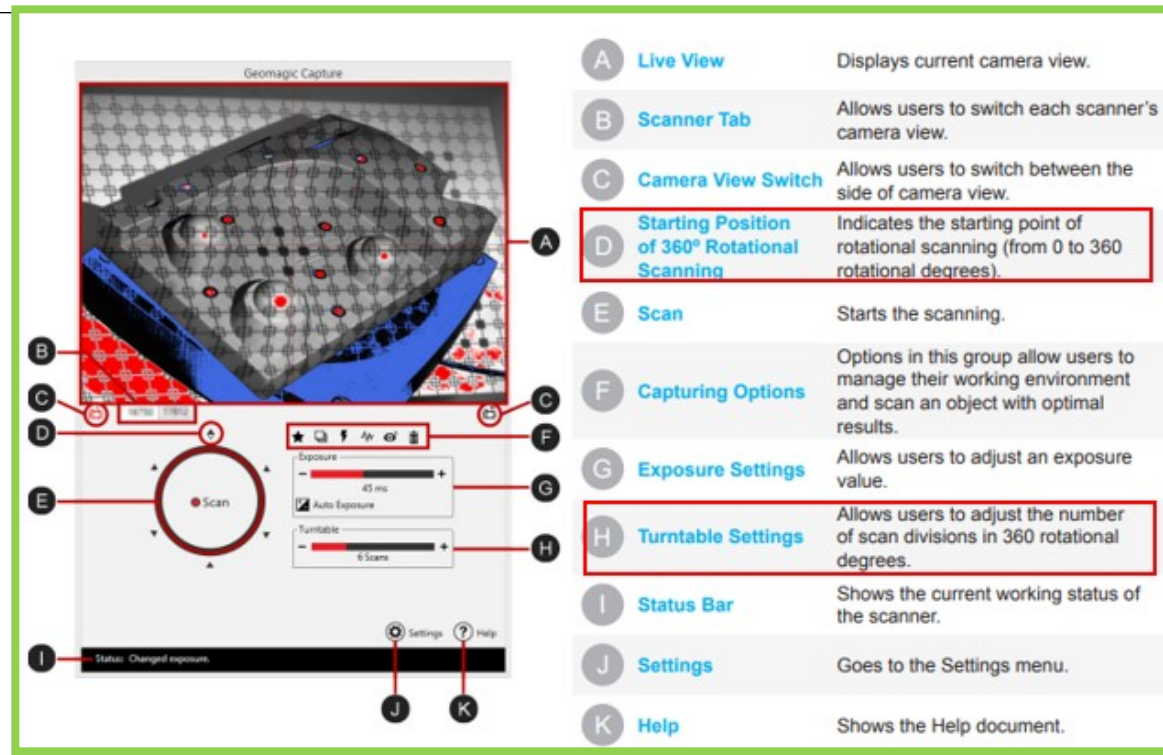 Geomagic Capture
A
B
C
C
D
F
Exposure
45 ms
G
E
Scan
Auto Exposure
Turntable
6 Scans
H
Settings
Help
I
Status: Changed exposure.
J
K
A Live View Displays current camera view.
B Scanner Tab Allows users to switch each scanner's
camera view.
C Camera View Switch Allows users to switch between the
side of camera view.
D Starting Position
of 360º Rotational
Scanning
Indicates the starting point of
rotational scanning (from 0 to 360
rotational degrees).
E Scan Starts the scanning.
F Capturing Options
Options in this group allow users to
manage their working environment
and scan an object with optimal
results.
G Exposure Settings Allows users to adjust an exposure
value.
H Turntable Settings
Allows users to adjust the number
of scan divisions in 360 rotational
degrees.
I Status Bar Shows the current working status of
the scanner.
J Settings Goes to the Settings menu.
K Help Shows the Help document.